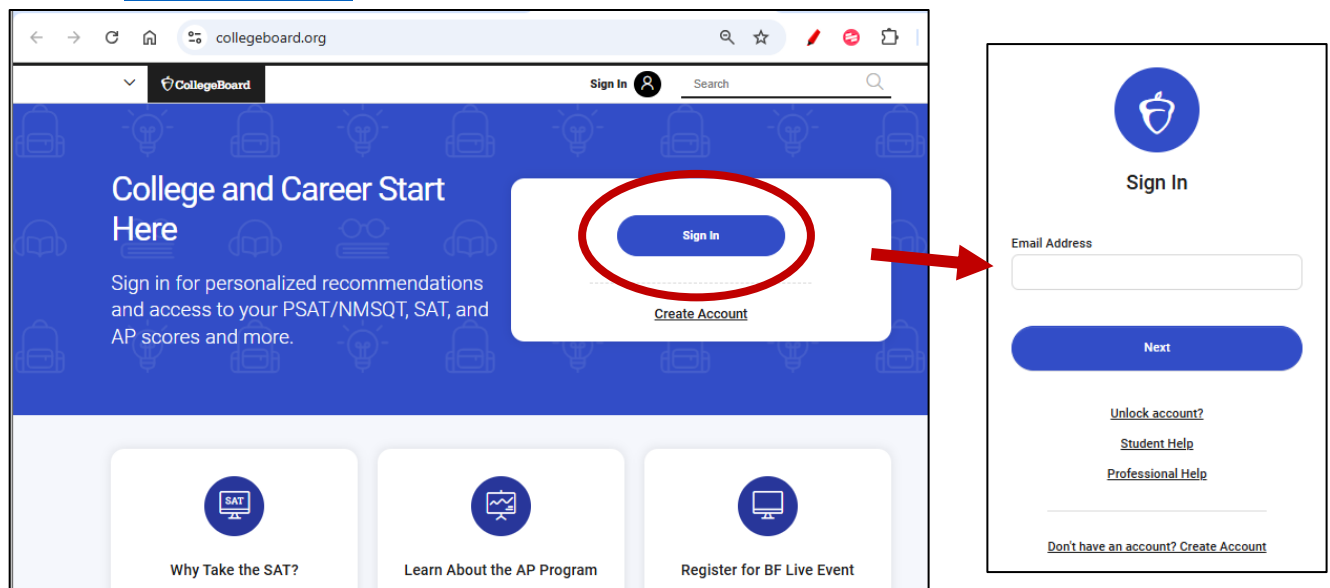 collegeboard.org
CollegeBoard
Sign In
Search
College and Career Start
Here
Sign in for personalized recommendations
and access to your PSAT/NMSQT, SAT, and
AP scores and more.
Sign In
Create Account
SAT
Why Take the SAT?
Learn About the AP Program
Register for BF Live Event
Sign In
Email Address
Next
Unlock account?
Student Help
Professional Help
Don't have an account? Create Account